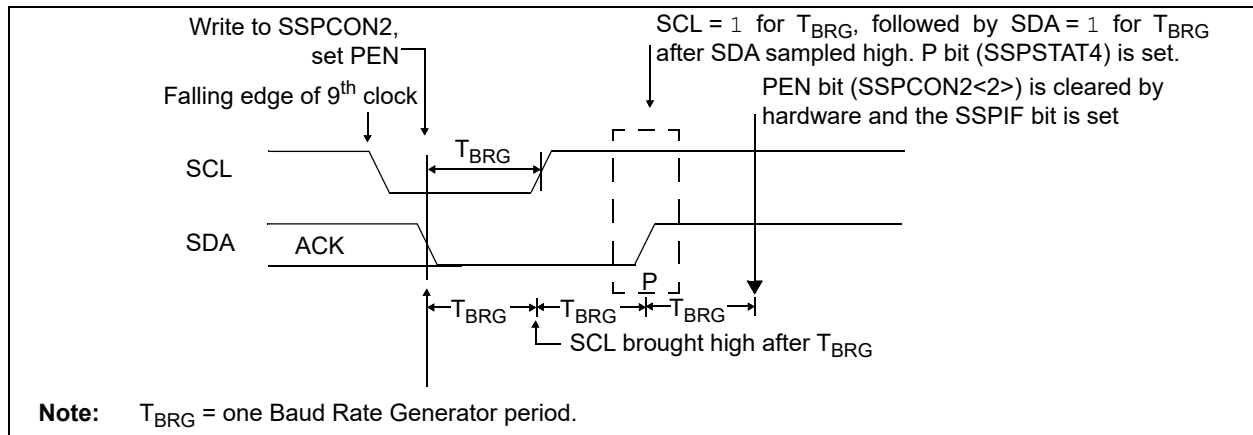 Write to SSPCON2,
set PEN
SCL = 1 for TBRG, followed by SDA = 1 for TBRG
after SDA sampled high. P bit (SSPSTAT4) is set.
Falling edge of 9th clock
PEN bit (SSPCON2<2>) is cleared by
hardware and the SSPIF bit is set
TBRG
SCL
SDA
ACK
P
TBRG
TBRG
TBRG
SCL brought high after TBRG
Note: TBRG = one Baud Rate Generator period.